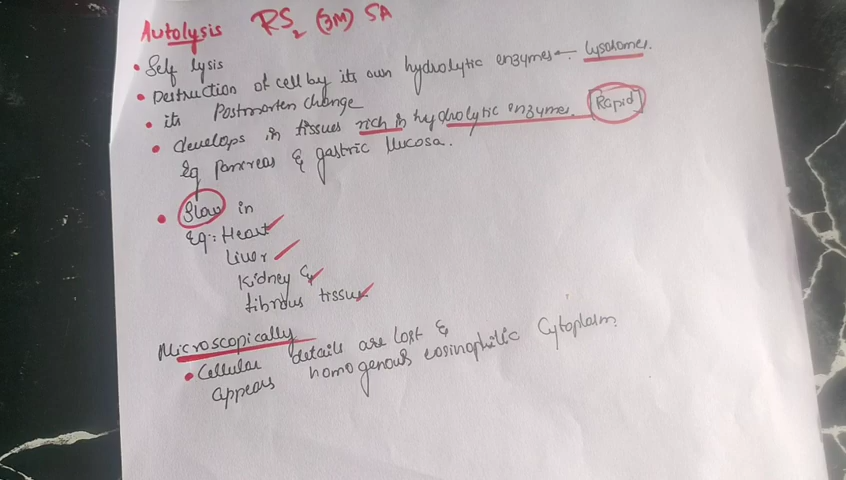 Autolysis RS2 (3M) SA
• Self lysis
• Destruction of cell by its own hydrolytic enzymes ← lysosomes.
• its Postmorten change
• develops in tissues rich in hydrolytic enzyme. [Rapid]
Eg Pancreas & gastric Mucosa.
• Slow in
Eg:- Heart
Liver
Kidney &
fibrous tissue
Microscopically
• Cellular details are lost &
appears homogenous eosinophilic Cytoplasm.